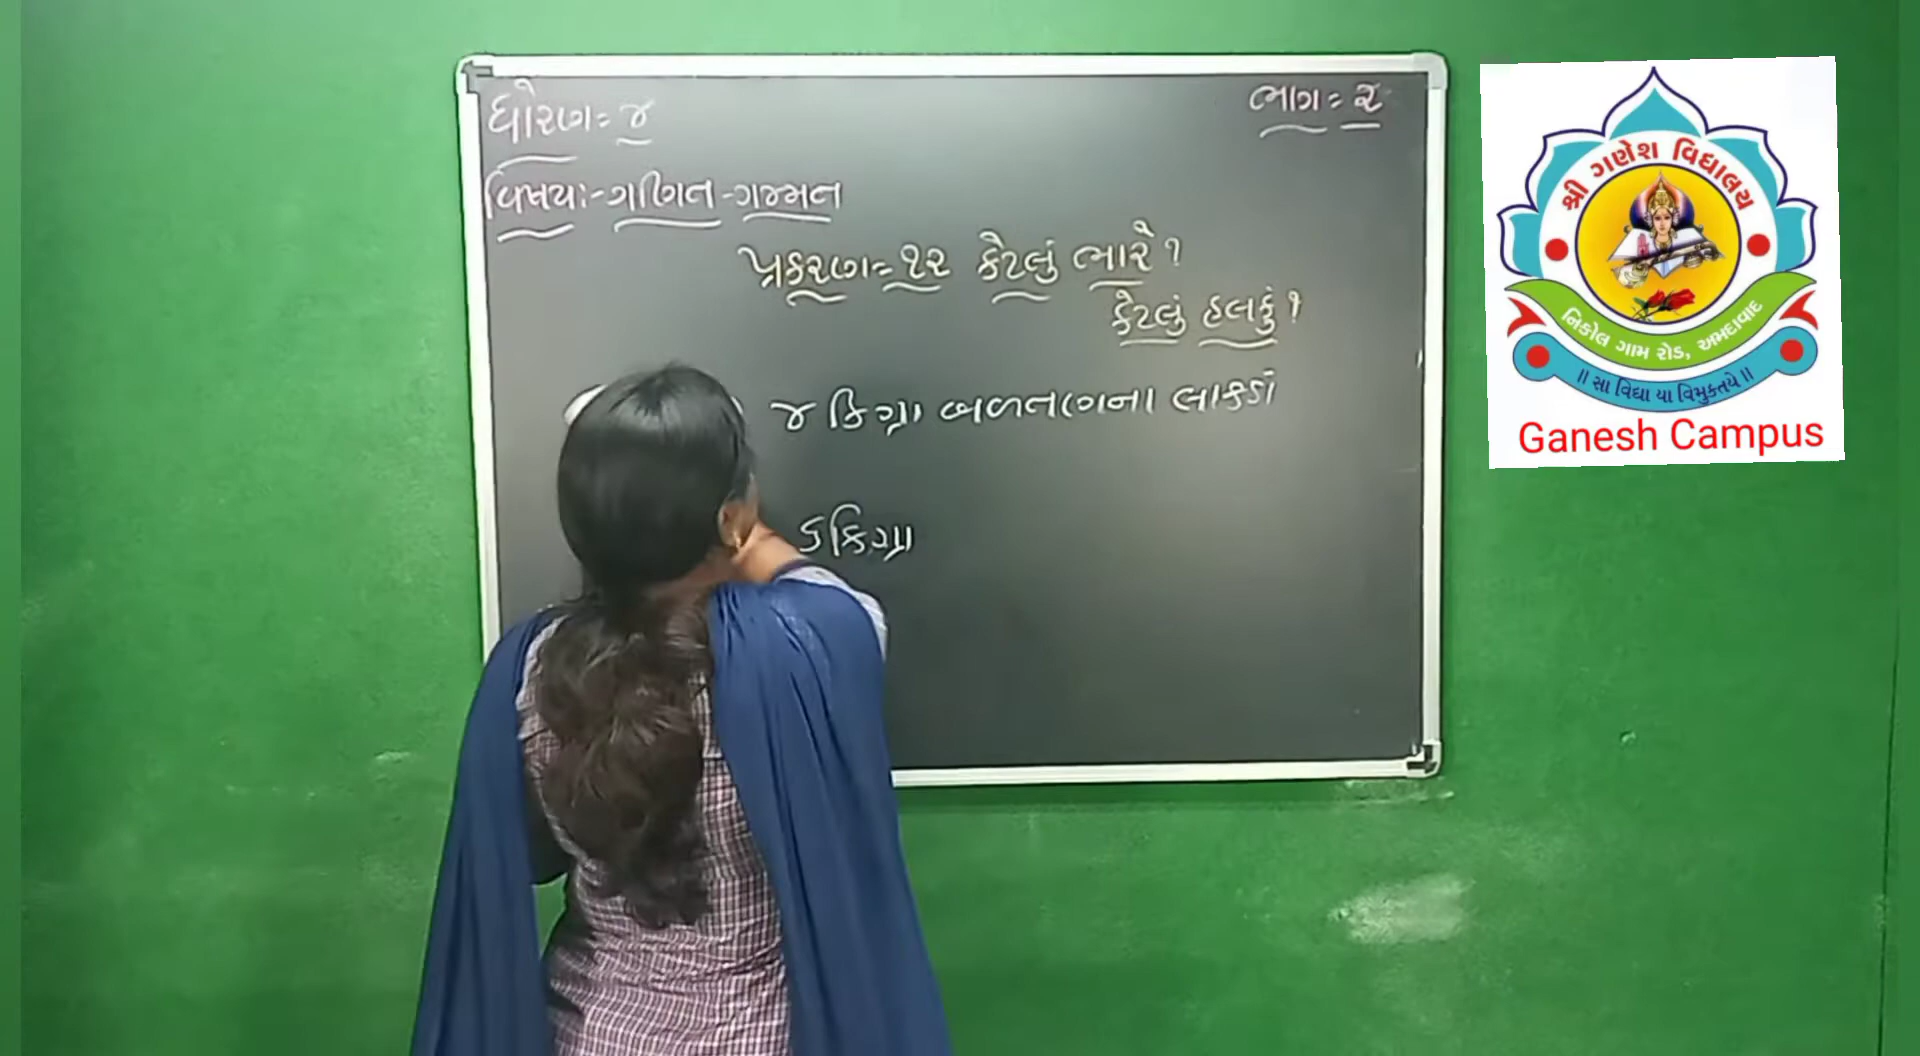 ધોરણ = ૪
ભાગ = ૨
વિષય:- ગણિત - ગમ્મત
પ્રકરણ = ૧૨ કેટલું ભારે?
કેટલું હલકું?
૪ કિગ્રા બળતણના લાકડાં
૬ કિગ્રા
શ્રી ગણેશ વિદ્યાલય
નિકોલ ગામ રોડ, અમદાવાદ
॥ સા વિદ્યા યા વિમુક્તયે ॥
Ganesh Campus